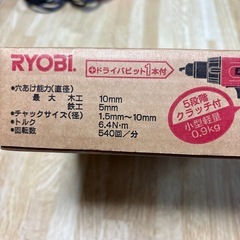 RYOBI.
+ドライバビット1本付
●穴あけ能力(直径)
最大 木工 10mm
鉄工 5mm
●チャックサイズ(径) 1.5mm～10mm
●トルク 6.4N・m
●回転数 540回/分
5段階
クラッチ付
小型軽量
0.9kg